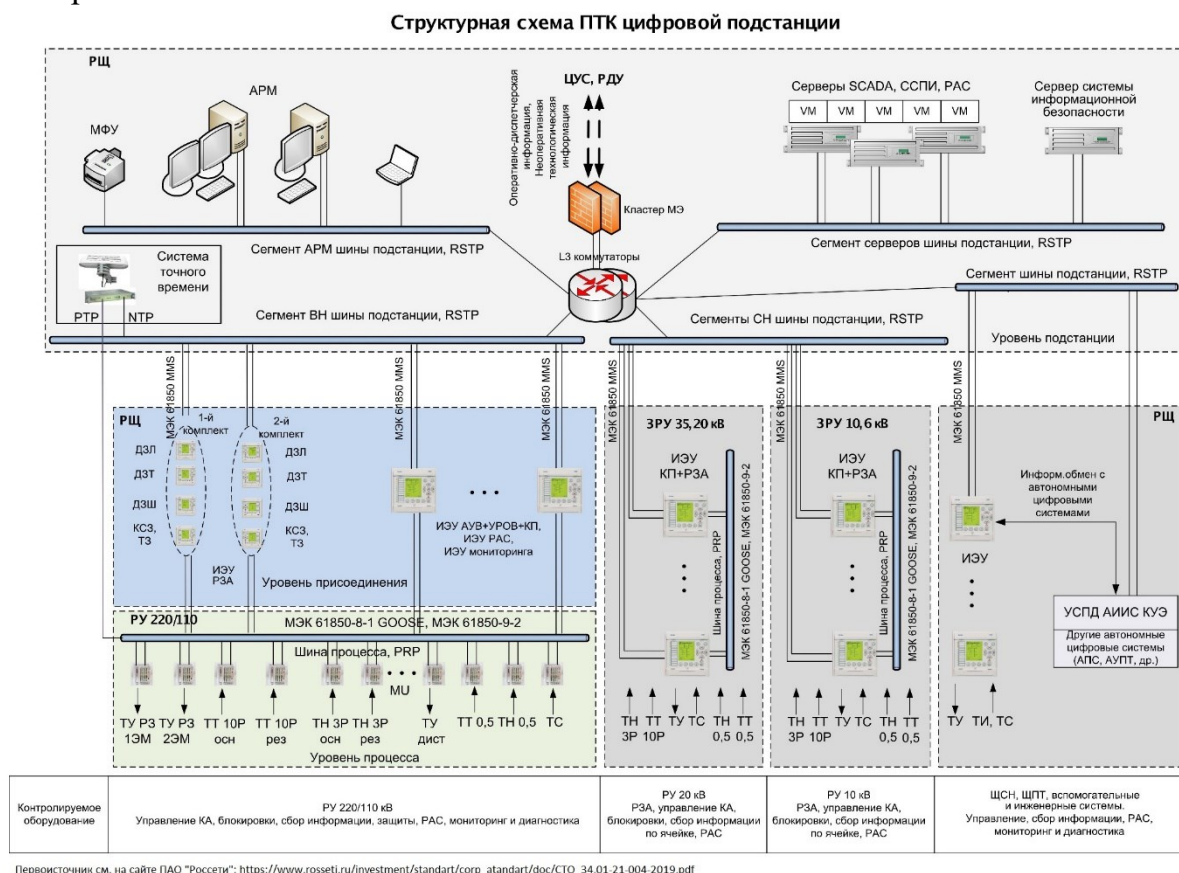 Структурная схема ПТК цифровой подстанции
РЩ
АРМ
МФУ
ЦУС, РДУ
Оперативно-диспетчерская
информация,
Неоперативная
технологическая
информация
Кластер МЭ
Серверы SCADA, ССПИ, РАС
VM VM VM VM VM
Сервер системы
информационной
безопасности
Сегмент АРМ шины подстанции, RSTP
Сегмент серверов шины подстанции, RSTP
L3 коммутаторы
Система
точного
времени
PTP NTP
Сегмент шины подстанции, RSTP
Сегмент ВН шины подстанции, RSTP
Сегменты СН шины подстанции, RSTP
Уровень подстанции
МЭК 61850 MMS
МЭК 61850 MMS
МЭК 61850 MMS
МЭК 61850 MMS
МЭК 61850 MMS
МЭК 61850 MMS
РЩ
1-й
комплект
2-й
комплект
ДЗЛ
ДЗТ
ДЗШ
КСЗ,
ТЗ
ДЗЛ
ДЗТ
ДЗШ
КСЗ,
ТЗ
ИЭУ
РЗА
ИЭУ АУВ+УРОВ+КП,
ИЭУ РАС,
ИЭУ мониторинга
Уровень присоединения
РУ 220/110
МЭК 61850-8-1 GOOSE, МЭК 61850-9-2
Шина процесса, PRP
MU
ТУ РЗ
1ЭМ
ТУ РЗ
2ЭМ
ТТ 10Р
осн
ТТ 10Р
рез
ТН 3Р
осн
ТН 3Р
рез
ТУ
дист
ТТ 0,5
ТН 0,5
ТС
Уровень процесса
ЗРУ 35,20 кВ
ИЭУ
КП+РЗА
Шина процесса, PRP
МЭК 61850-8-1 GOOSE, МЭК 61850-9-2
ТН
3Р
ТТ
10Р
ТУ
ТС
ТН
0,5
ТТ
0,5
ЗРУ 10,6 кВ
ИЭУ
КП+РЗА
Шина процесса, PRP
МЭК 61850-8-1 GOOSE, МЭК 61850-9-2
ТН
3Р
ТТ
10Р
ТУ
ТС
ТН
0,5
ТТ
0,5
РЩ
Информ.обмен с
автономными
цифровыми
системами
ИЭУ
УСПД АИИС КУЭ
Другие автономные
цифровые системы
(АПС, АУПТ, др.)
ТУ
ТИ, ТС
Контролируемое
оборудование
РУ 220/110 кВ
Управление КА, блокировки, сбор информации, защиты, РАС, мониторинг и диагностика
РУ 20 кВ
РЗА, управление КА,
блокировки, сбор информации
по ячейке, РАС
РУ 10 кВ
РЗА, управление КА,
блокировки, сбор информации
по ячейке, РАС
ЩСН, ЩПТ, вспомогательные
и инженерные системы.
Управление, сбор информации, РАС,
мониторинг и диагностика
Первоисточник см. на сайте ПАО "Россети": https://www.rosseti.ru/investment/standart/corp_atandart/doc/СТО_34.01-21-004-2019.pdf